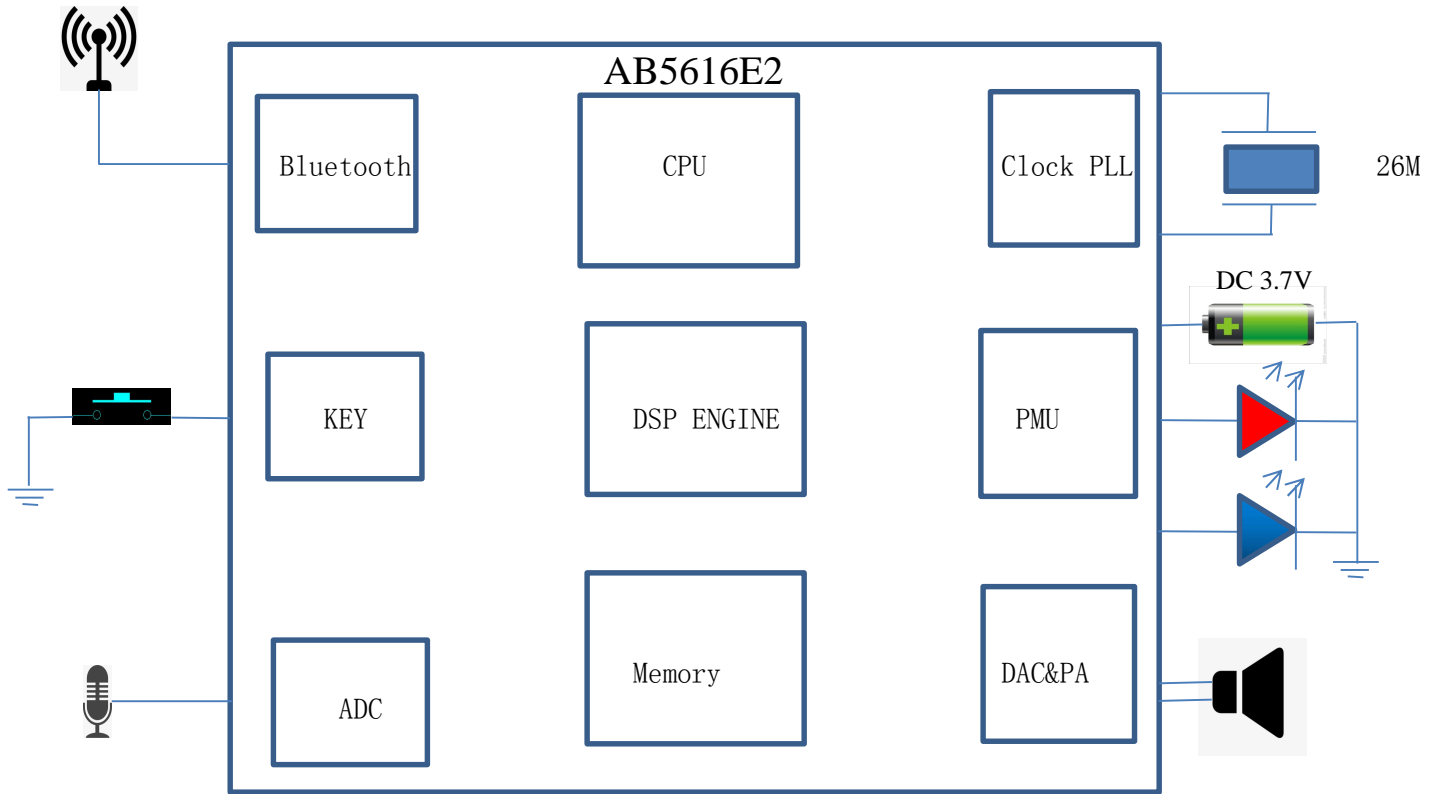 AB5616E2
Bluetooth
CPU
Clock PLL
26M
DC 3.7V
KEY
DSP ENGINE
PMU
ADC
Memory
DAC&PA